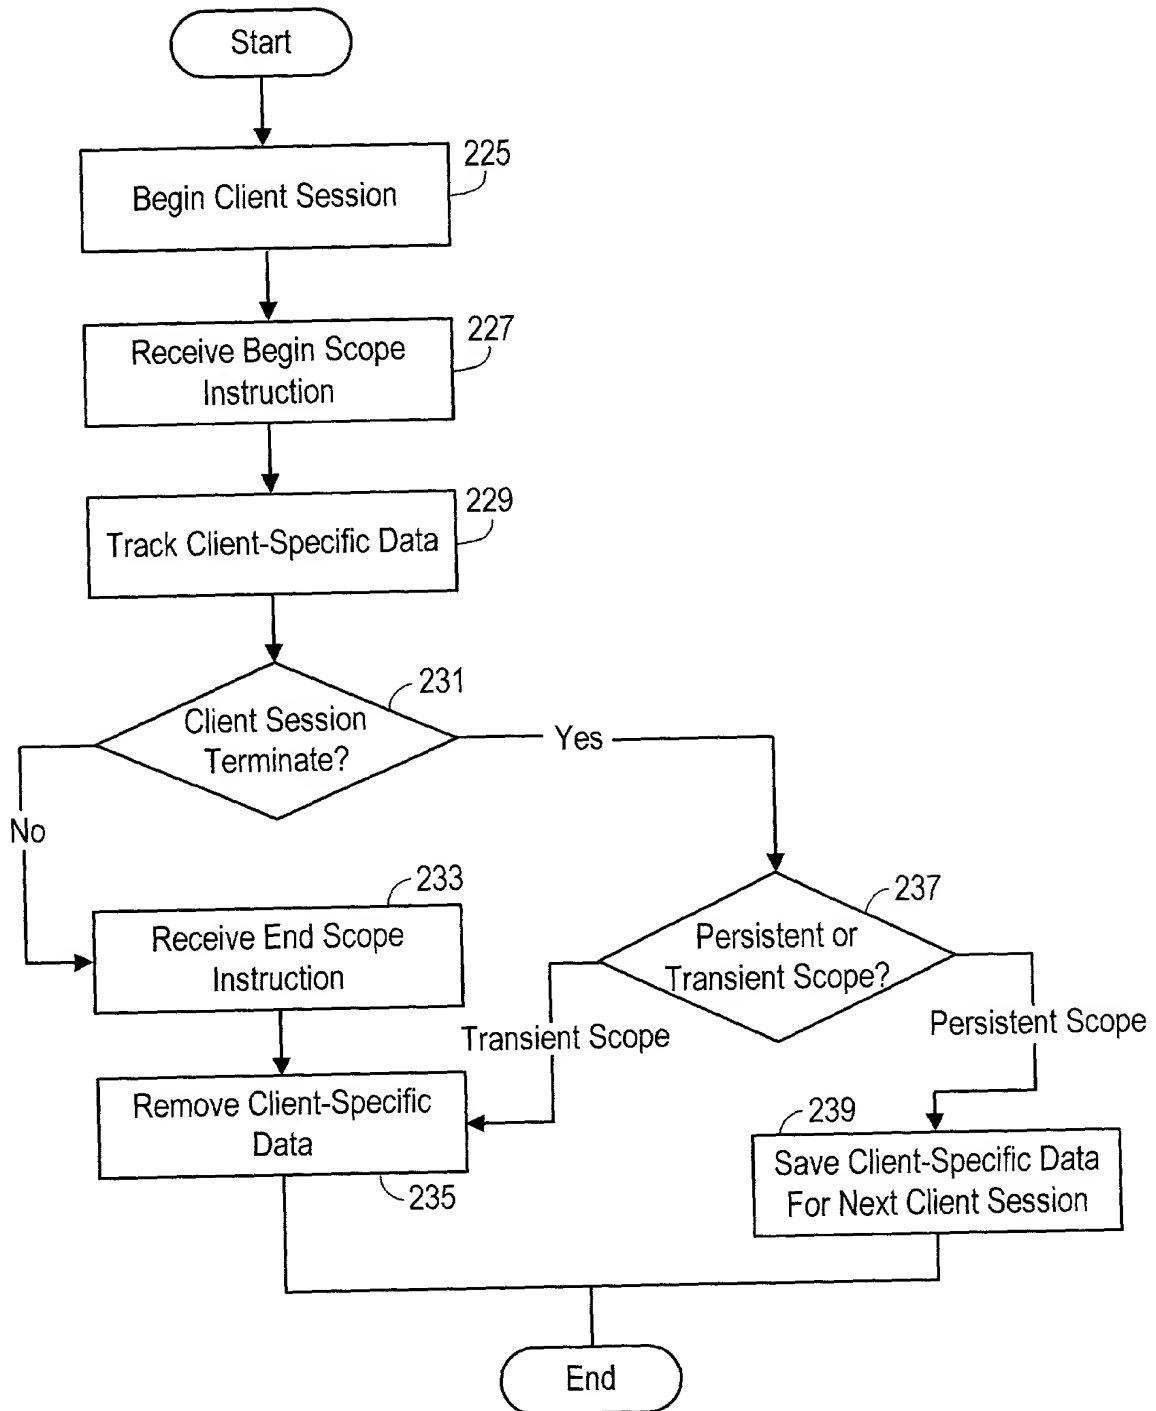 Start
225
Begin Client Session
227
Receive Begin Scope
Instruction
229
Track Client-Specific Data
231
Client Session
Terminate?
Yes
No
233
Receive End Scope
Instruction
237
Persistent or
Transient Scope?
Transient Scope
Persistent Scope
Remove Client-Specific
Data
235
239
Save Client-Specific Data
For Next Client Session
End